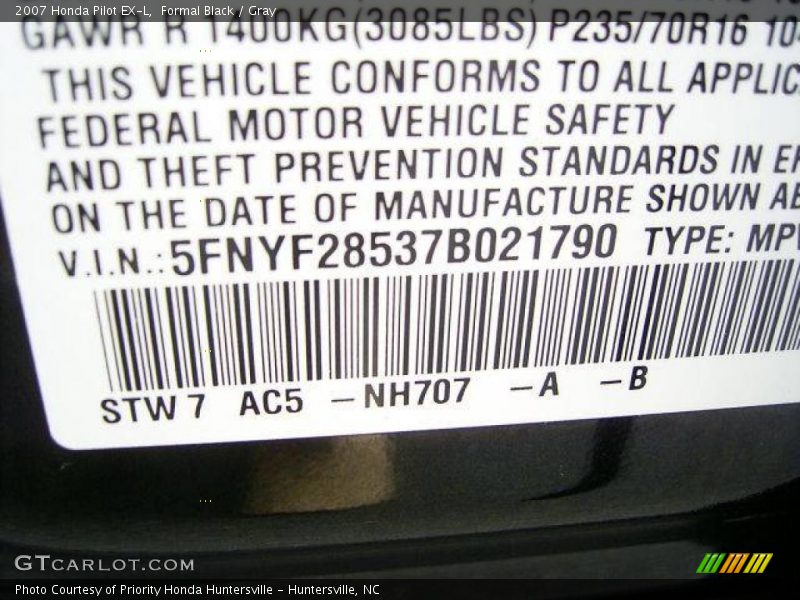 2007 Honda Pilot EX-L, Formal Black / Gray
GAWR R 1400KG(3085LBS) P235/70R16
THIS VEHICLE CONFORMS TO ALL APPLIC
FEDERAL MOTOR VEHICLE SAFETY
AND THEFT PREVENTION STANDARDS IN
ON THE DATE OF MANUFACTURE SHOWN
V.I.N.: 5FNYF28537B021790 TYPE: MP
STW 7 AC5 – NH707 – A – B
GTCARLOT.COM
Photo Courtesy of Priority Honda Huntersville – Huntersville, NC